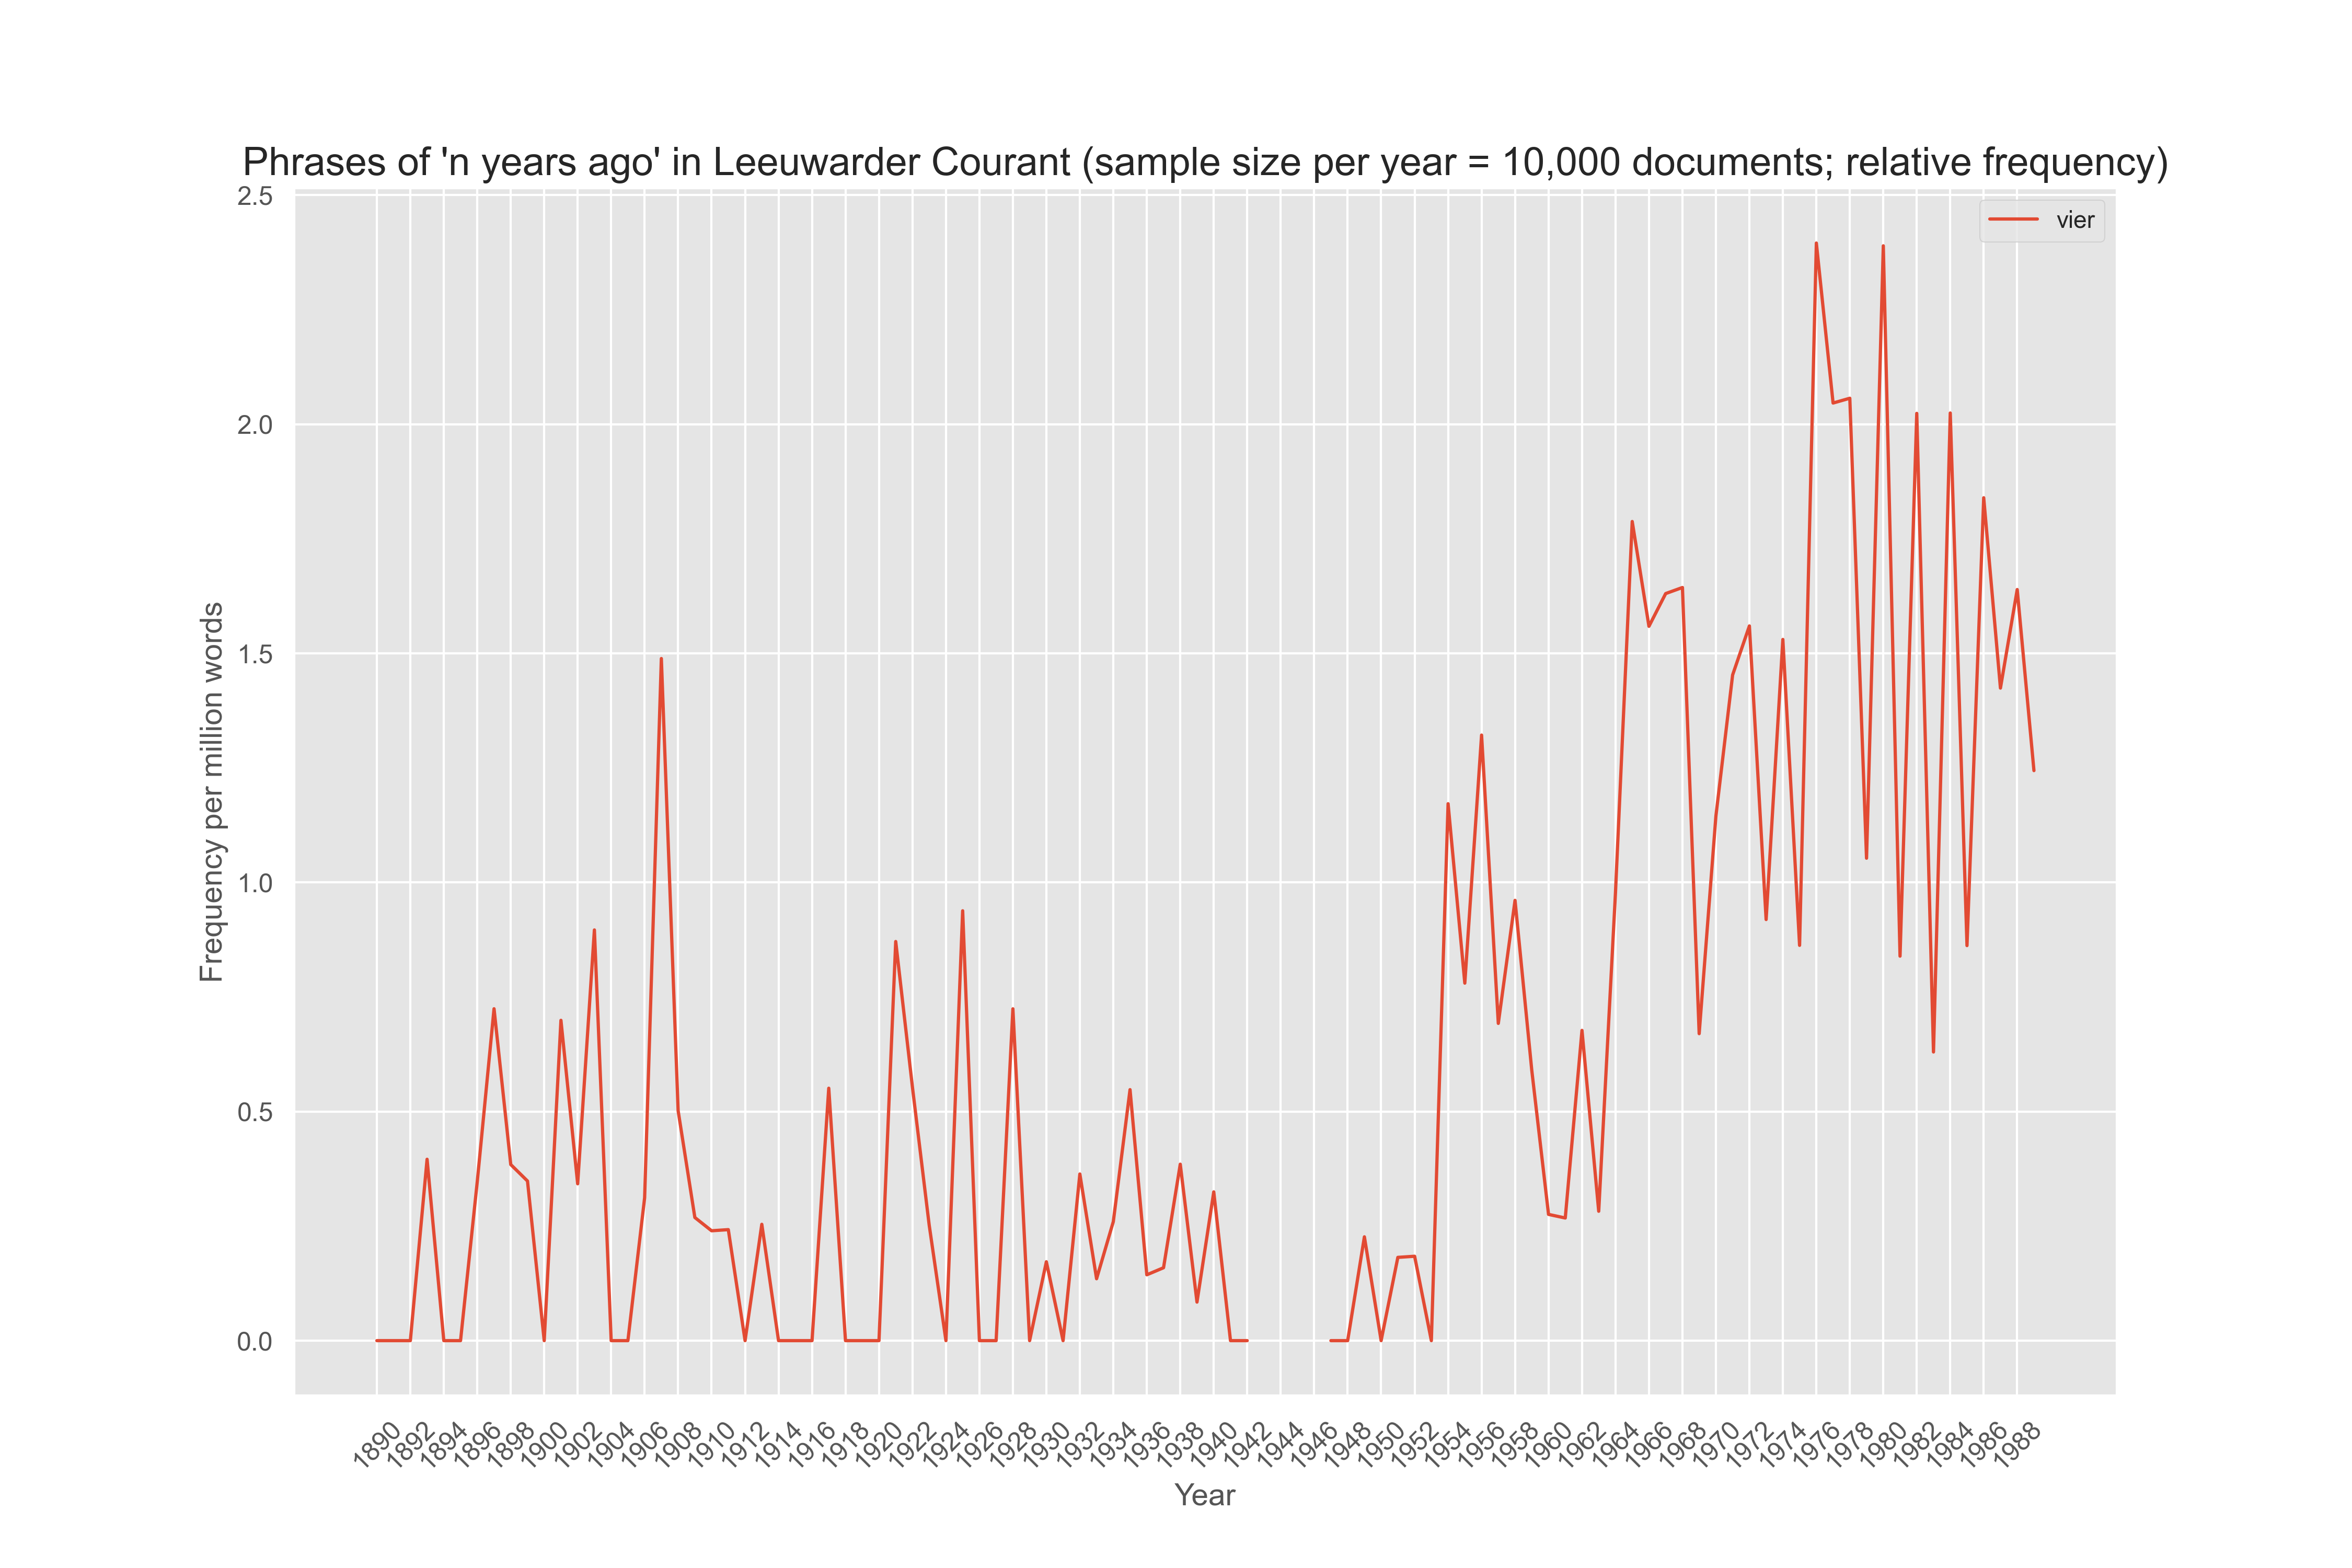 Phrases of 'n years ago' in Leeuwarder Courant (sample size per year = 10,000 documents; relative frequency)
vier
2.5
2.0
1.5
1.0
0.5
0.0
Frequency per million words
1890 1892 1894 1896 1898 1900 1902 1904 1906 1908 1910 1912 1914 1916 1918 1920 1922 1924 1926 1928 1930 1932 1934 1936 1938 1940 1942 1944 1946 1948 1950 1952 1954 1956 1958 1960 1962 1964 1966 1968 1970 1972 1974 1976 1978 1980 1982 1984 1986 1988
Year